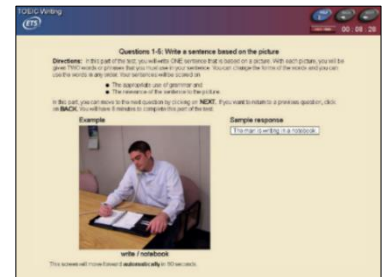 TOEIC Writing
ETS
00:08:28
Questions 1-5: Write a sentence based on the picture
Directions: In this part of the test, you will write ONE sentence that is based on a picture. With each picture, you will be
given TWO words or phrases that you must use in your sentence. You can change the forms of the words and you can
use the words in any order. Your sentences will be scored on
● The appropriate use of grammar and
● The relevance of the sentence to the picture.
In this part, you can move to the next question by clicking on NEXT. If you want to return to a previous question, click
on BACK. You will have 8 minutes to complete this part of the test.
Example
Sample response
The man is writing in a notebook.
write / notebook
This screen will move forward automatically in 60 seconds.